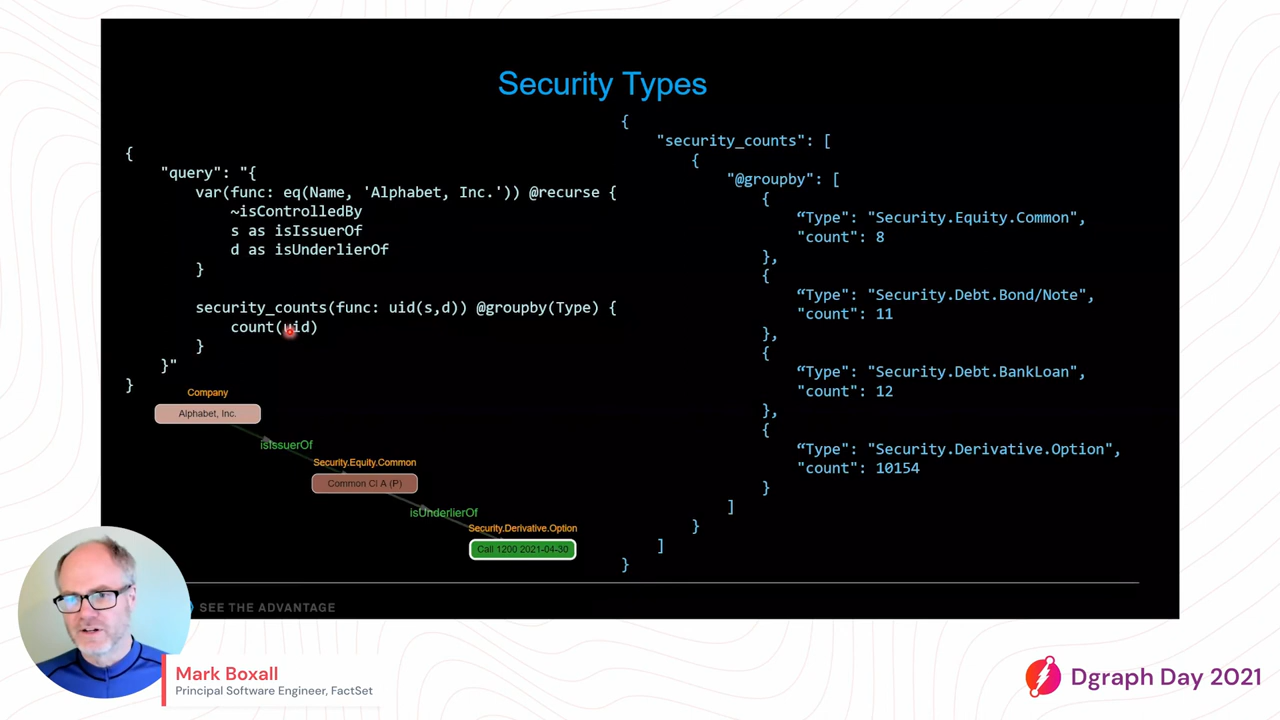 Security Types
{
"query": "{
var(func: eq(Name, 'Alphabet, Inc.')) @recurse {
~isControlledBy
s as isIssuerOf
d as isUnderlierOf
}
security_counts(func: uid(s,d)) @groupby(Type) {
count(uid)
}
}"
}
Company
Alphabet, Inc.
isIssuerOf
Security.Equity.Common
Common Cl A (P)
isUnderlierOf
Security.Derivative.Option
Call 1200 2021-04-30
{
"security_counts": [
{
"@groupby": [
{
“Type": "Security.Equity.Common",
"count": 8
},
{
“Type": "Security.Debt.Bond/Note",
"count": 11
},
{
“Type": "Security.Debt.BankLoan",
"count": 12
},
{
“Type": "Security.Derivative.Option",
"count": 10154
}
]
}
]
}
SEE THE ADVANTAGE
Mark Boxall
Principal Software Engineer, FactSet
Dgraph Day 2021